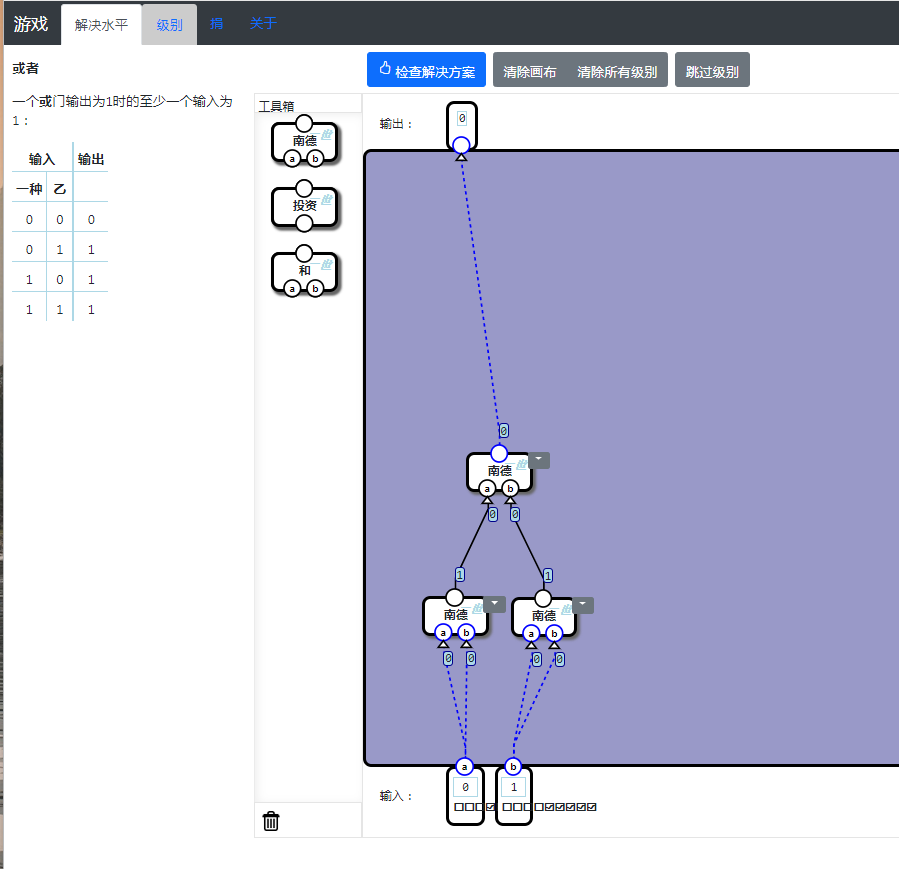 游戏 解决水平 级别 捐 关于
或者
一个或门输出为1时的至少一个输入为
1：
输入 输出
一种 乙
0 0 0
0 1 1
1 0 1
1 1 1
检查解决方案 清除画布 清除所有级别 跳过级别
工具箱
南德
a b
投资
和
a b
输出：
0
0
南德
a b
0 0
1 1
南德 南德
a b a b
0 0 0 0
a b
输入：
0 1